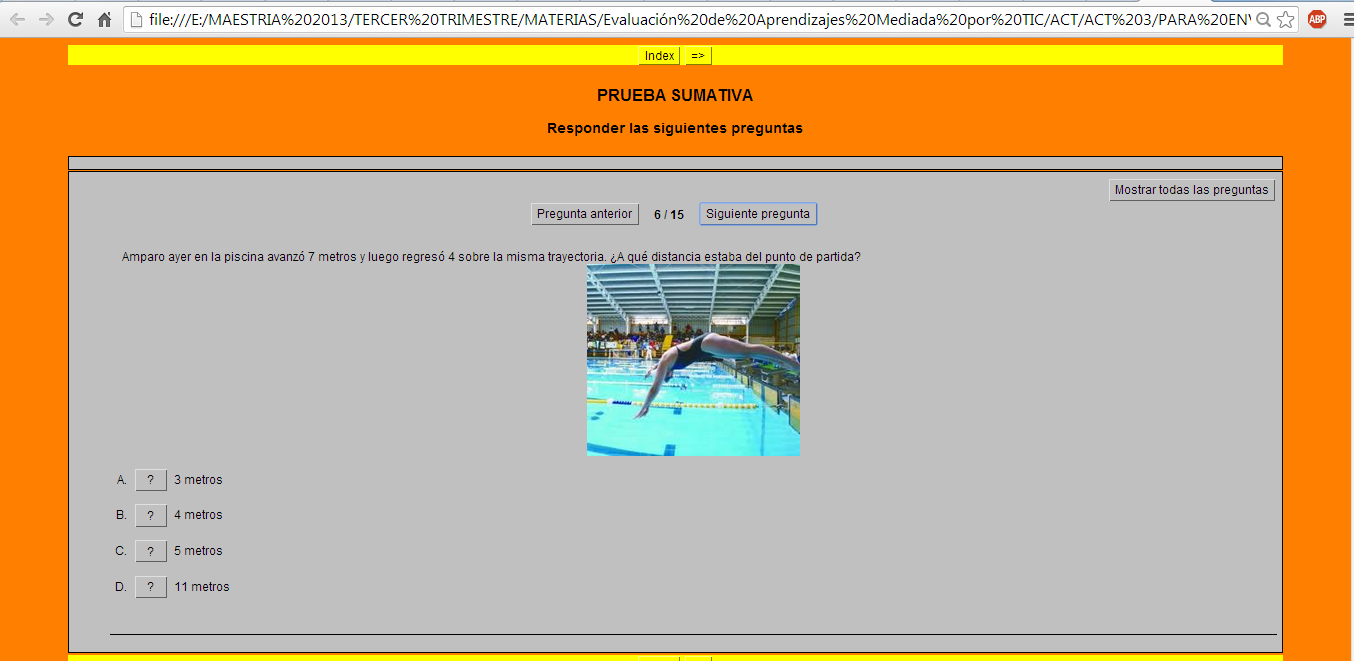 file:///E:/MAESTRIA%202013/TERCER%20TRIMESTRE/MATERIAS/Evaluación%20de%20Aprendizajes%20Mediada%20por%20TIC/ACT/ACT%203/PARA%20EN
ABP
Index =>
PRUEBA SUMATIVA
Responder las siguientes preguntas
Mostrar todas las preguntas
Pregunta anterior 6 / 15 Siguiente pregunta
Amparo ayer en la piscina avanzó 7 metros y luego regresó 4 sobre la misma trayectoria. ¿A qué distancia estaba del punto de partida?
A. ? 3 metros
B. ? 4 metros
C. ? 5 metros
D. ? 11 metros